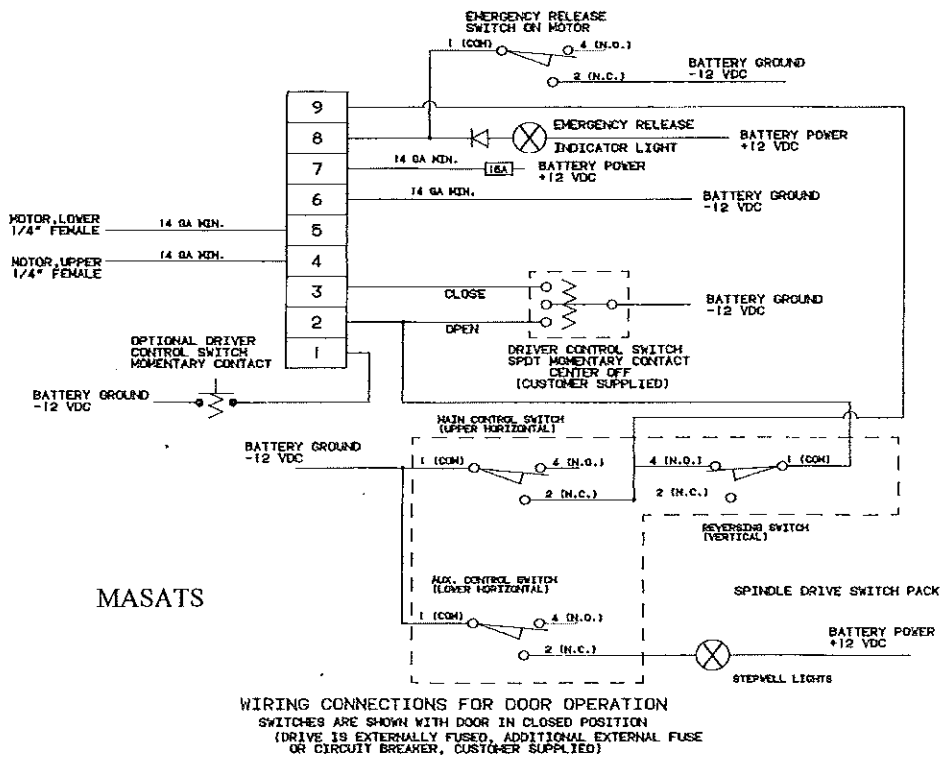 EMERGENCY RELEASE
SWITCH ON MOTOR
1 (COM)
4 (N.O.)
2 (N.C.)
BATTERY GROUND
-12 VDC
9
8
7
6
5
4
3
2
1
EMERGENCY RELEASE
INDICATOR LIGHT
BATTERY POWER
+12 VDC
14 GA MIN.
16A
BATTERY POWER
+12 VDC
14 GA MIN.
BATTERY GROUND
-12 VDC
MOTOR,LOWER
1/4" FEMALE
14 GA MIN.
MOTOR,UPPER
1/4" FEMALE
14 GA MIN.
CLOSE
OPEN
BATTERY GROUND
-12 VDC
DRIVER CONTROL SWITCH
SPDT MOMENTARY CONTACT
CENTER OFF
(CUSTOMER SUPPLIED)
OPTIONAL DRIVER
CONTROL SWITCH
MOMENTARY CONTACT
BATTERY GROUND
-12 VDC
MAIN CONTROL SWITCH
(UPPER HORIZONTAL)
BATTERY GROUND
-12 VDC
1 (COM)
4 (N.O.)
2 (N.C.)
4 (N.O.)
1 (COM)
2 (N.C.)
REVERSING SWITCH
(VERTICAL)
AUX. CONTROL SWITCH
(LOWER HORIZONTAL)
1 (COM)
4 (N.O.)
2 (N.C.)
MASATS
SPINDLE DRIVE SWITCH PACK
BATTERY POWER
+12 VDC
STEPWELL LIGHTS
WIRING CONNECTIONS FOR DOOR OPERATION
SWITCHES ARE SHOWN WITH DOOR IN CLOSED POSITION
(DRIVE IS EXTERNALLY FUSED, ADDITIONAL EXTERNAL FUSE
OR CIRCUIT BREAKER, CUSTOMER SUPPLIED)